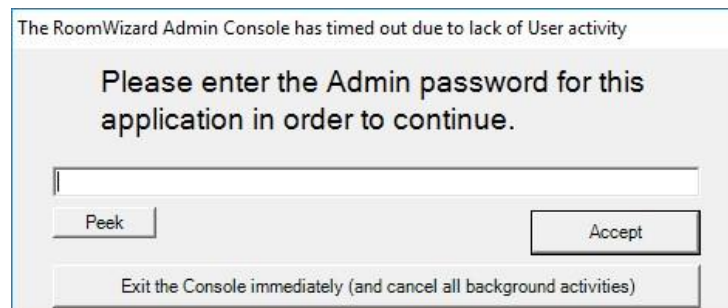 The RoomWizard Admin Console has timed out due to lack of User activity
Please enter the Admin password for this
application in order to continue.
Peek
Accept
Exit the Console immediately (and cancel all background activities)